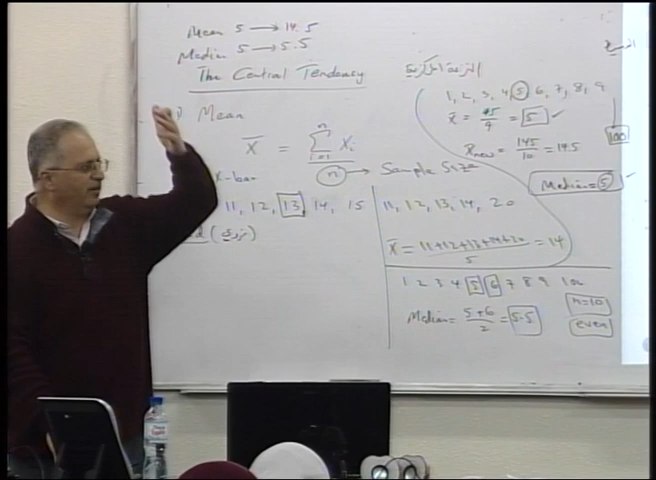 Mean 5 → 14.5
Median 5 → 5.5
The Central Tendency
النزعة المركزية
Mean
X̄ = Σ Xi
i=1
n
n → Sample Size
X-bar
11, 12, 13, 14, 15
11, 12, 13, 14, 20
X̄ = 11+12+13+14+20 / 5 = 14
1, 2, 3, 4, 5, 6, 7, 8, 9
x̄ = 45/9 = 5
100
X̄new = 145/10 = 14.5
Median = 5
1 2 3 4 5 6 7 8 9 100
n=10
Median = 5+6/2 = 5.5
even